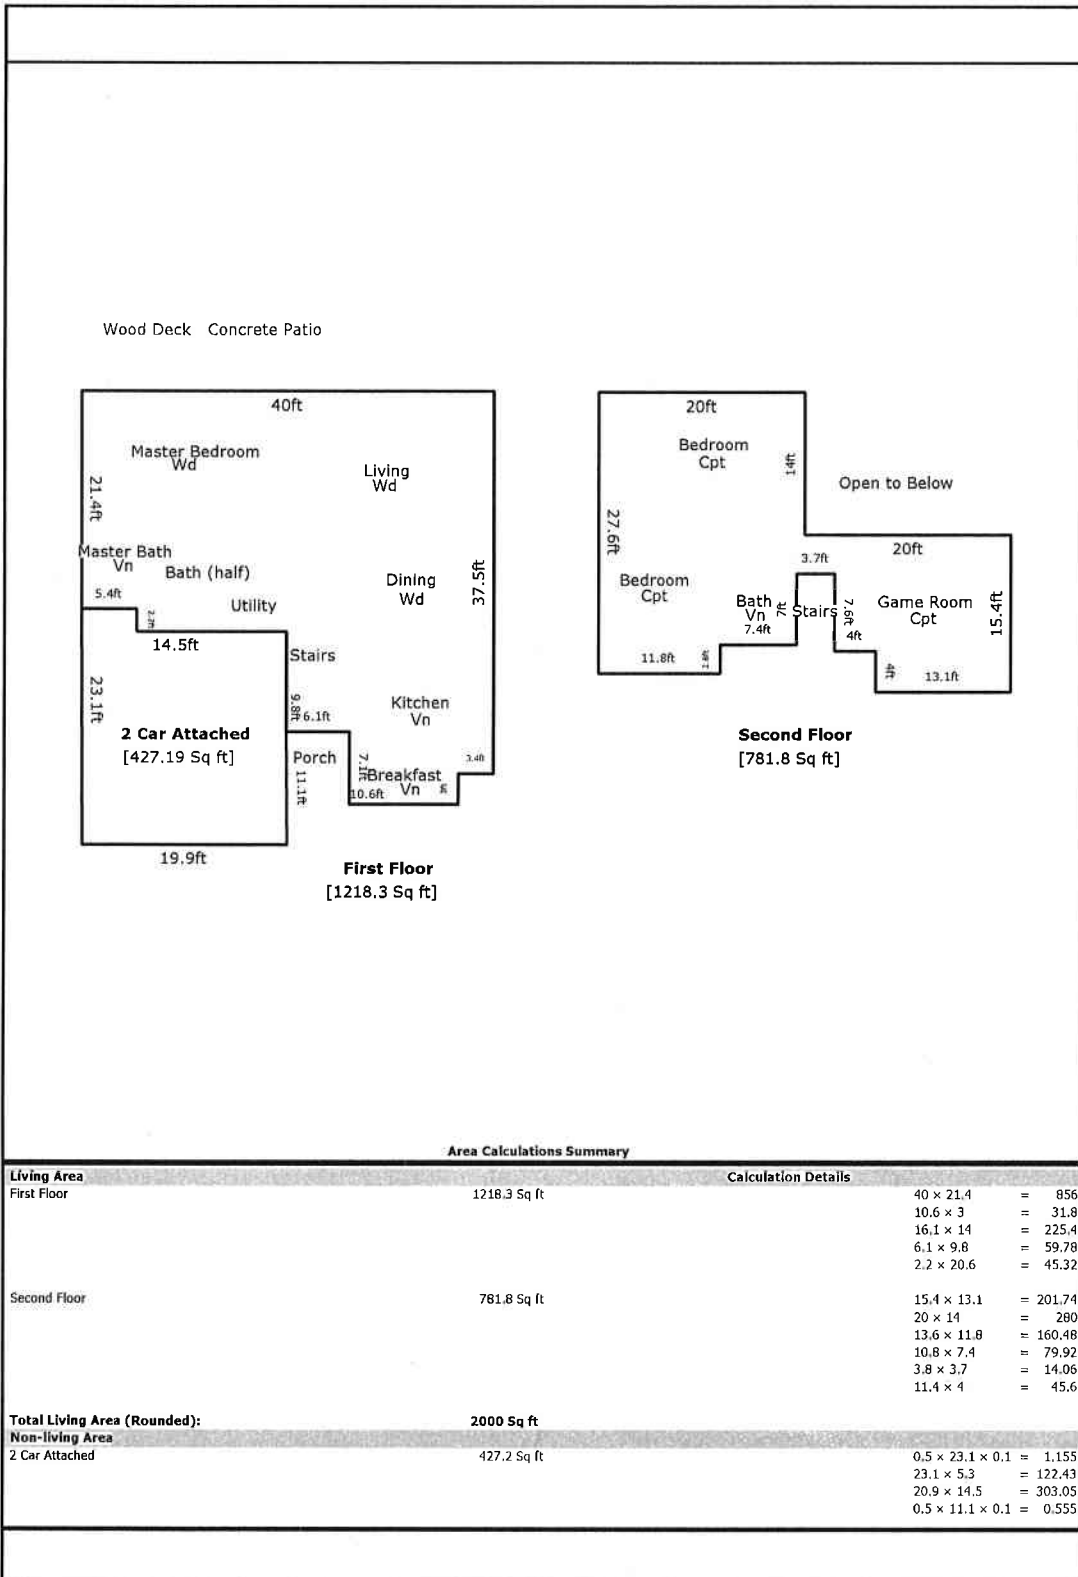 Wood Deck Concrete Patio
40ft
20ft
Master Bedroom
Wd
Living
Wd
Bedroom
Cpt
14ft
Open to Below
21.4ft
27.6ft
20ft
Master Bath
Vn
Bath (half)
3.7ft
Dining
Wd
37.5ft
Bedroom
Cpt
5.4ft
2.2ft
Utility
Bath
Vn
7ft
Stairs
7.6ft
Game Room
Cpt
15.4ft
14.5ft
7.4ft
4ft
Stairs
11.8ft
4ft
13.1ft
23.1ft
9.8ft
6.1ft
Kitchen
Vn
2 Car Attached
[427.19 Sq ft]
Second Floor
[781.8 Sq ft]
Porch
7.1ft
3.4ft
11.1ft
Breakfast
Vn
10.6ft
19.9ft
First Floor
[1218.3 Sq ft]
Area Calculations Summary
Living Area Calculation Details
First Floor 1218.3 Sq ft 40 × 21.4 = 856
10.6 × 3 = 31.8
16.1 × 14 = 225.4
6.1 × 9.8 = 59.78
2.2 × 20.6 = 45.32
Second Floor 781.8 Sq ft 15.4 × 13.1 = 201.74
20 × 14 = 280
13.6 × 11.8 = 160.48
10.8 × 7.4 = 79.92
3.8 × 3.7 = 14.06
11.4 × 4 = 45.6
Total Living Area (Rounded): 2000 Sq ft
Non-living Area
2 Car Attached 427.2 Sq ft 0.5 × 23.1 × 0.1 = 1.155
23.1 × 5.3 = 122.43
20.9 × 14.5 = 303.05
0.5 × 11.1 × 0.1 = 0.555